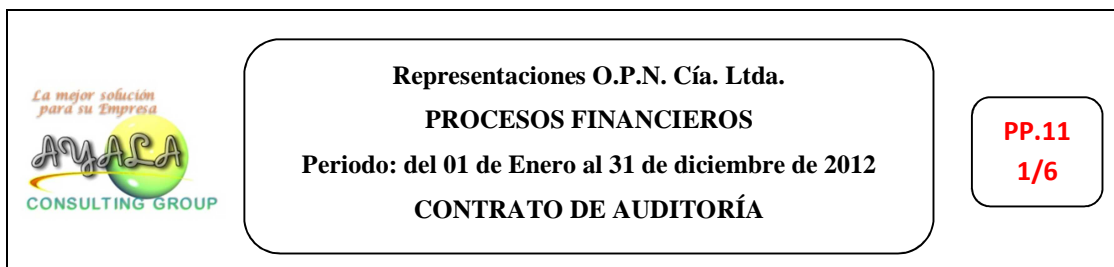 La mejor solución
para su Empresa
AYALA
CONSULTING GROUP
Representaciones O.P.N. Cía. Ltda.
PROCESOS FINANCIEROS
Periodo: del 01 de Enero al 31 de diciembre de 2012
CONTRATO DE AUDITORÍA
PP.11
1/6